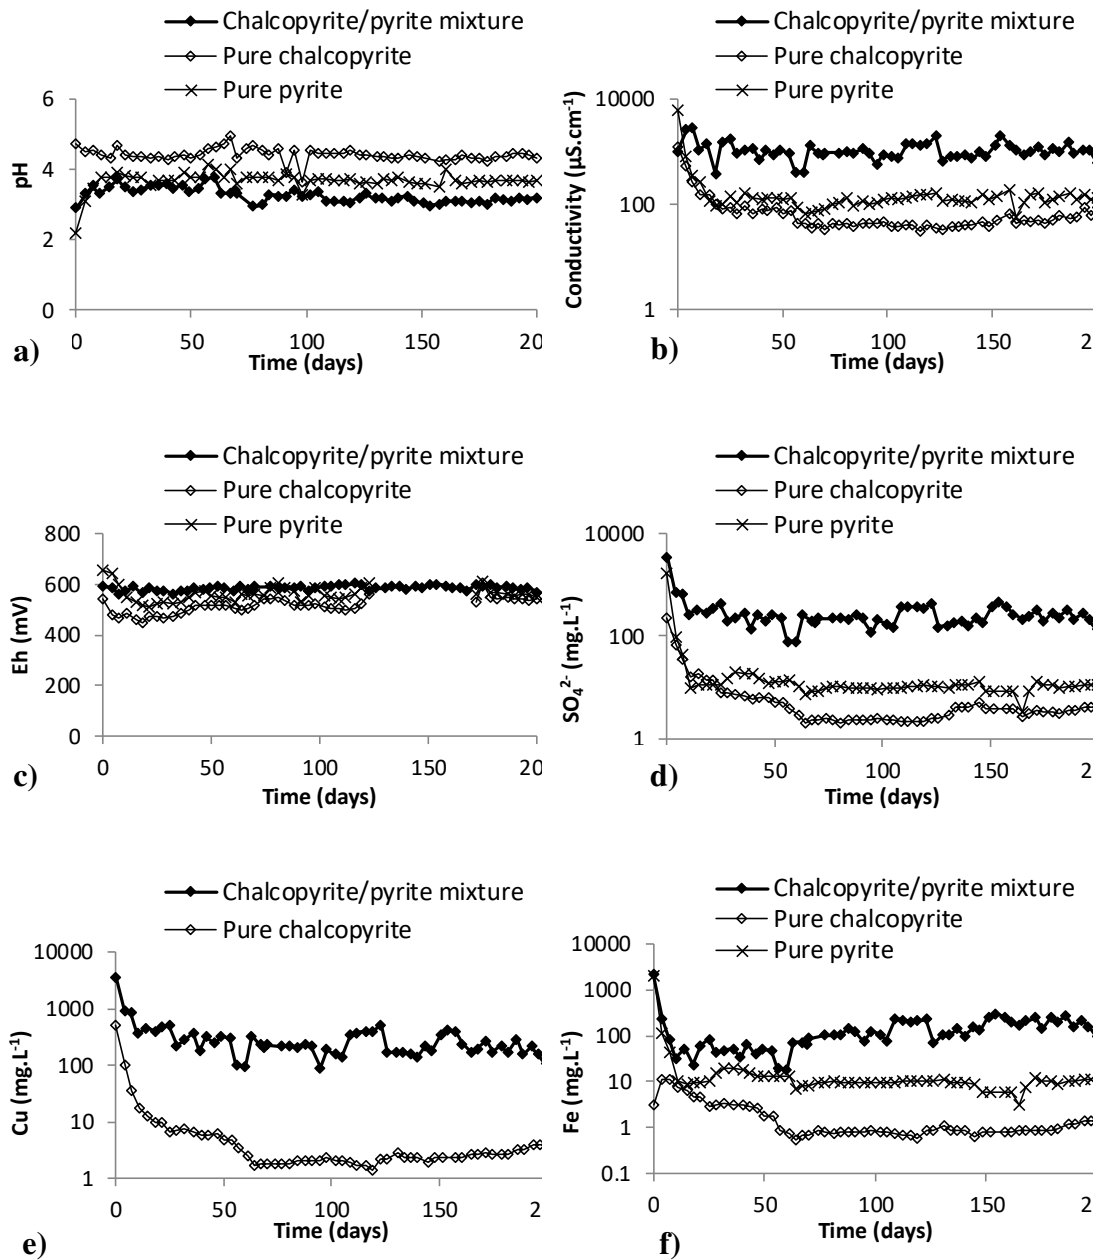 Chalcopyrite/pyrite mixture
Pure chalcopyrite
Pure pyrite
6
4
2
0
pH
0
50
100
150
20
Time (days)
a)
Chalcopyrite/pyrite mixture
Pure chalcopyrite
Pure pyrite
10000
100
1
Conductivity (µS.cm⁻¹)
0
50
100
150
2
Time (days)
b)
Chalcopyrite/pyrite mixture
Pure chalcopyrite
Pure pyrite
800
600
400
200
0
Eh (mV)
0
50
100
150
20
Time (days)
c)
Chalcopyrite/pyrite mixture
Pure chalcopyrite
Pure pyrite
10000
100
1
SO₄²⁻ (mg.L⁻¹)
0
50
100
150
2
Time (days)
d)
Chalcopyrite/pyrite mixture
Pure chalcopyrite
10000
1000
100
10
1
Cu (mg.L⁻¹)
0
50
100
150
2
Time (days)
e)
Chalcopyrite/pyrite mixture
Pure chalcopyrite
Pure pyrite
10000
1000
100
10
1
0.1
Fe (mg.L⁻¹)
0
50
100
150
2
Time (days)
f)